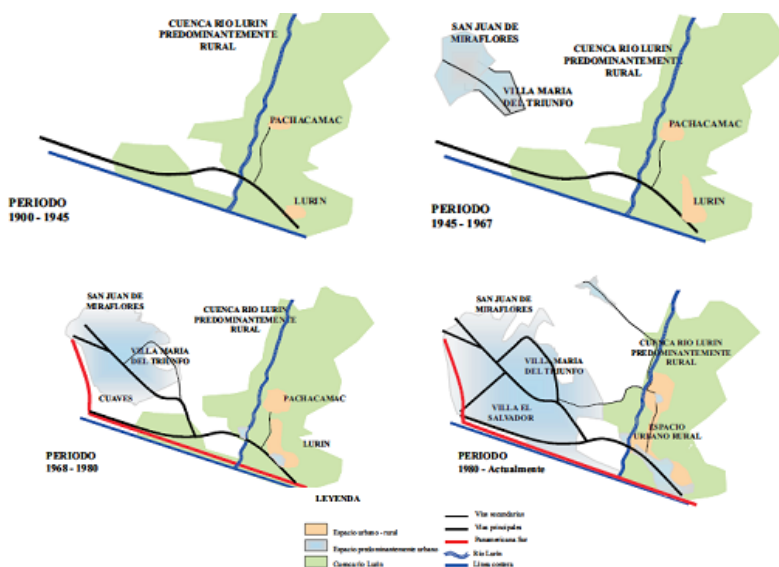 CUENCA RIO LURIN
PREDOMINANTEMENTE
RURAL
PACHACAMAC
LURIN
PERIODO
1900 - 1945
SAN JUAN DE
MIRAFLORES
CUENCA RIO LURIN
PREDOMINANTEMENTE
RURAL
VILLA MARIA
DEL TRIUNFO
PACHACAMAC
LURIN
PERIODO
1945 - 1967
SAN JUAN DE
MIRAFLORES
CUENCA RIO LURIN
PREDOMINANTEMENTE
RURAL
VILLA MARIA
DEL TRIUNFO
CUAVES
PACHACAMAC
LURIN
PERIODO
1968 - 1980
SAN JUAN DE
MIRAFLORES
CUENCA RIO LURIN
PREDOMINANTEMENTE
RURAL
VILLA MARIA
DEL TRIUNFO
VILLA EL
SALVADOR
ESPACIO
URBANO RURAL
PERIODO
1980 - Actualmente
LEYENDA
Espacio urbano - rural
Espacio predominantemente urbano
Cuenca río Lurín
Vías secundarias
Vías principales
Panamericana Sur
Río Lurín
Línea costera